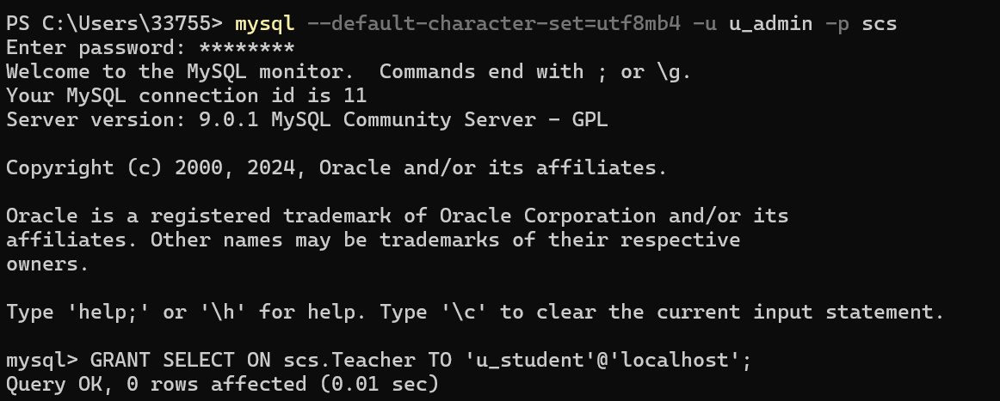 PS C:\Users\33755> mysql --default-character-set=utf8mb4 -u u_admin -p scs
Enter password: ********
Welcome to the MySQL monitor.  Commands end with ; or \g.
Your MySQL connection id is 11
Server version: 9.0.1 MySQL Community Server - GPL

Copyright (c) 2000, 2024, Oracle and/or its affiliates.

Oracle is a registered trademark of Oracle Corporation and/or its
affiliates. Other names may be trademarks of their respective
owners.

Type 'help;' or '\h' for help. Type '\c' to clear the current input statement.

mysql> GRANT SELECT ON scs.Teacher TO 'u_student'@'localhost';
Query OK, 0 rows affected (0.01 sec)